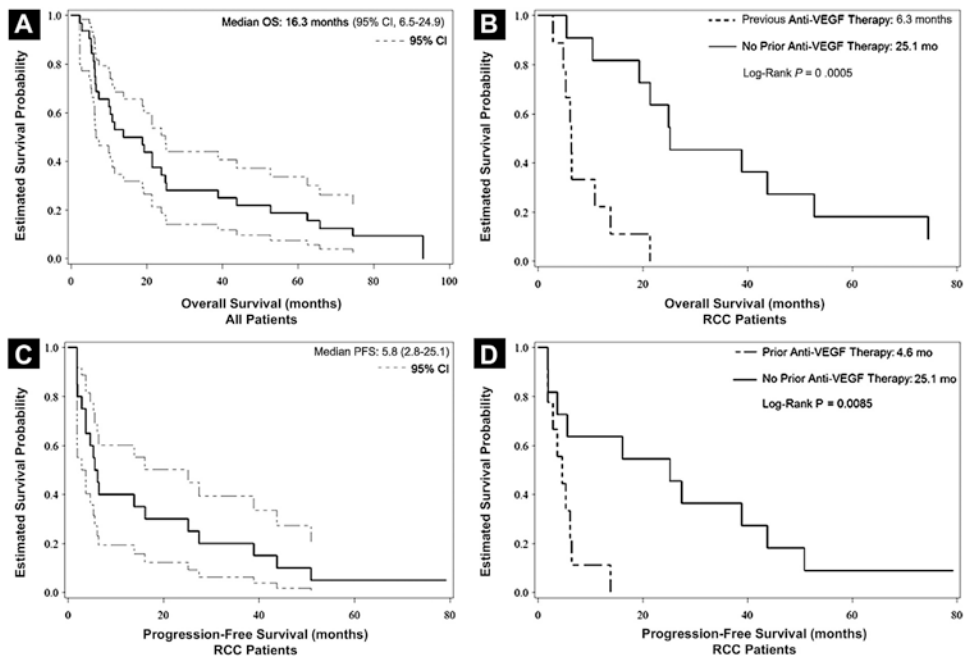 A
Median OS: 16.3 months (95% CI, 6.5-24.9)
95% CI
Estimated Survival Probability
1.0
0.8
0.6
0.4
0.2
0.0
0 20 40 60 80 100
Overall Survival (months)
All Patients
B
Previous Anti-VEGF Therapy: 6.3 months
No Prior Anti-VEGF Therapy: 25.1 mo
Log-Rank P = 0 .0005
Estimated Survival Probability
1.0
0.8
0.6
0.4
0.2
0.0
0 20 40 60 80
Overall Survival (months)
RCC Patients
C
Median PFS: 5.8 (2.8-25.1)
95% CI
Estimated Survival Probability
1.0
0.8
0.6
0.4
0.2
0.0
0 20 40 60 80
Progression-Free Survival (months)
RCC Patients
D
Prior Anti-VEGF Therapy: 4.6 mo
No Prior Anti-VEGF Therapy: 25.1 mo
Log-Rank P = 0.0085
Estimated Survival Probability
1.0
0.8
0.6
0.4
0.2
0.0
0 20 40 60 80
Progression-Free Survival (months)
RCC Patients